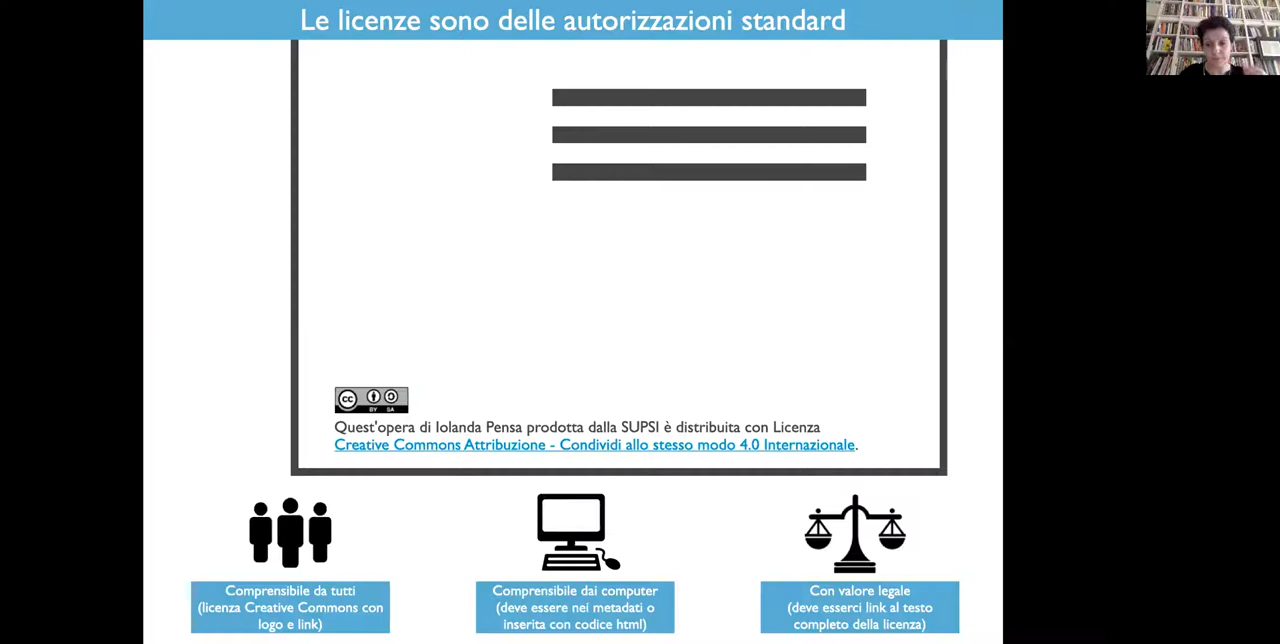 Le licenze sono delle autorizzazioni standard
cc
BY SA
Quest'opera di Iolanda Pensa prodotta dalla SUPSI è distribuita con Licenza
Creative Commons Attribuzione - Condividi allo stesso modo 4.0 Internazionale.
Comprensibile da tutti
(licenza Creative Commons con
logo e link)
Comprensibile dai computer
(deve essere nei metadati o
inserita con codice html)
Con valore legale
(deve esserci link al testo
completo della licenza)